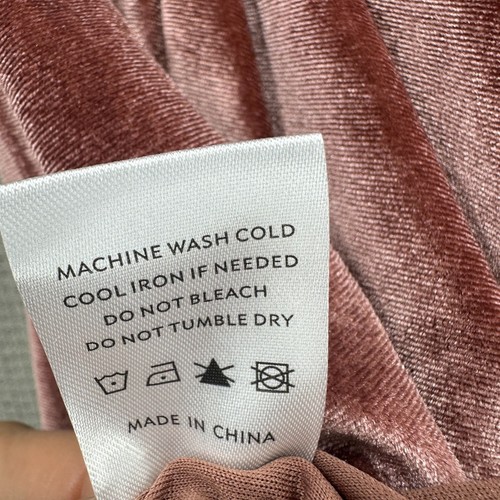 MACHINE WASH COLD
COOL IRON IF NEEDED
DO NOT BLEACH
DO NOT TUMBLE DRY
MADE IN CHINA